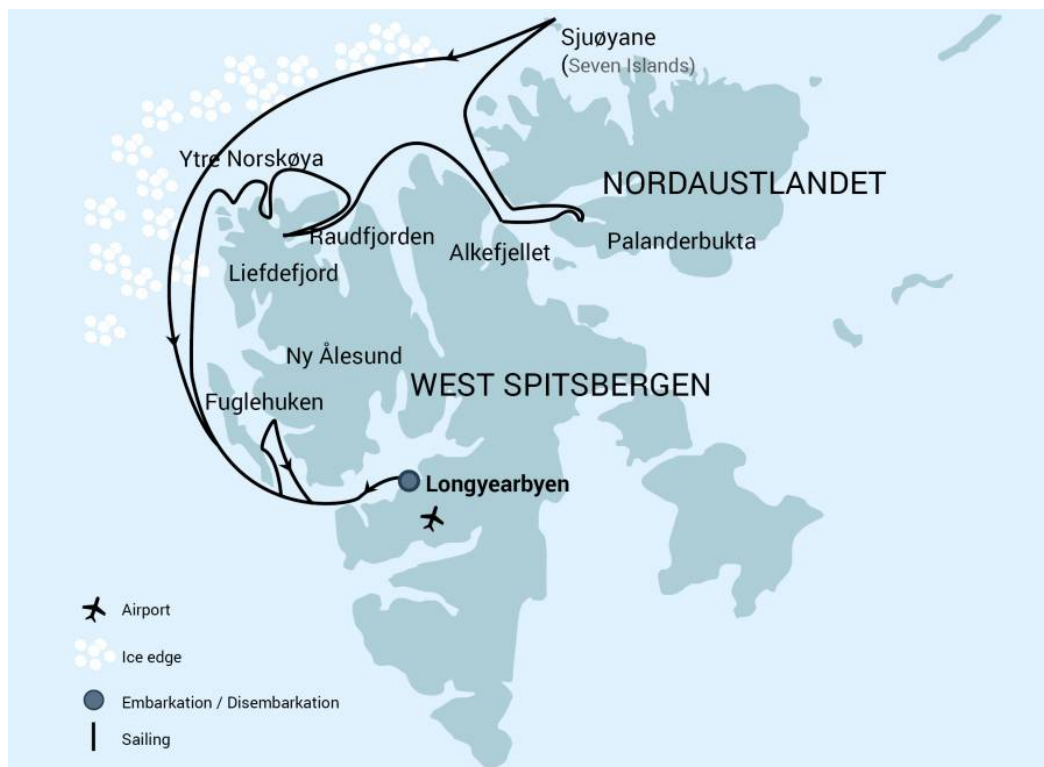 Sjuøyane
(Seven Islands)
Ytre Norskøya
NORDAUSTLANDET
Raudfjorden
Alkefjellet
Palanderbukta
Liefdefjord
Ny Ålesund
WEST SPITSBERGEN
Fuglehuken
Longyearbyen
Airport
Ice edge
Embarkation / Disembarkation
Sailing